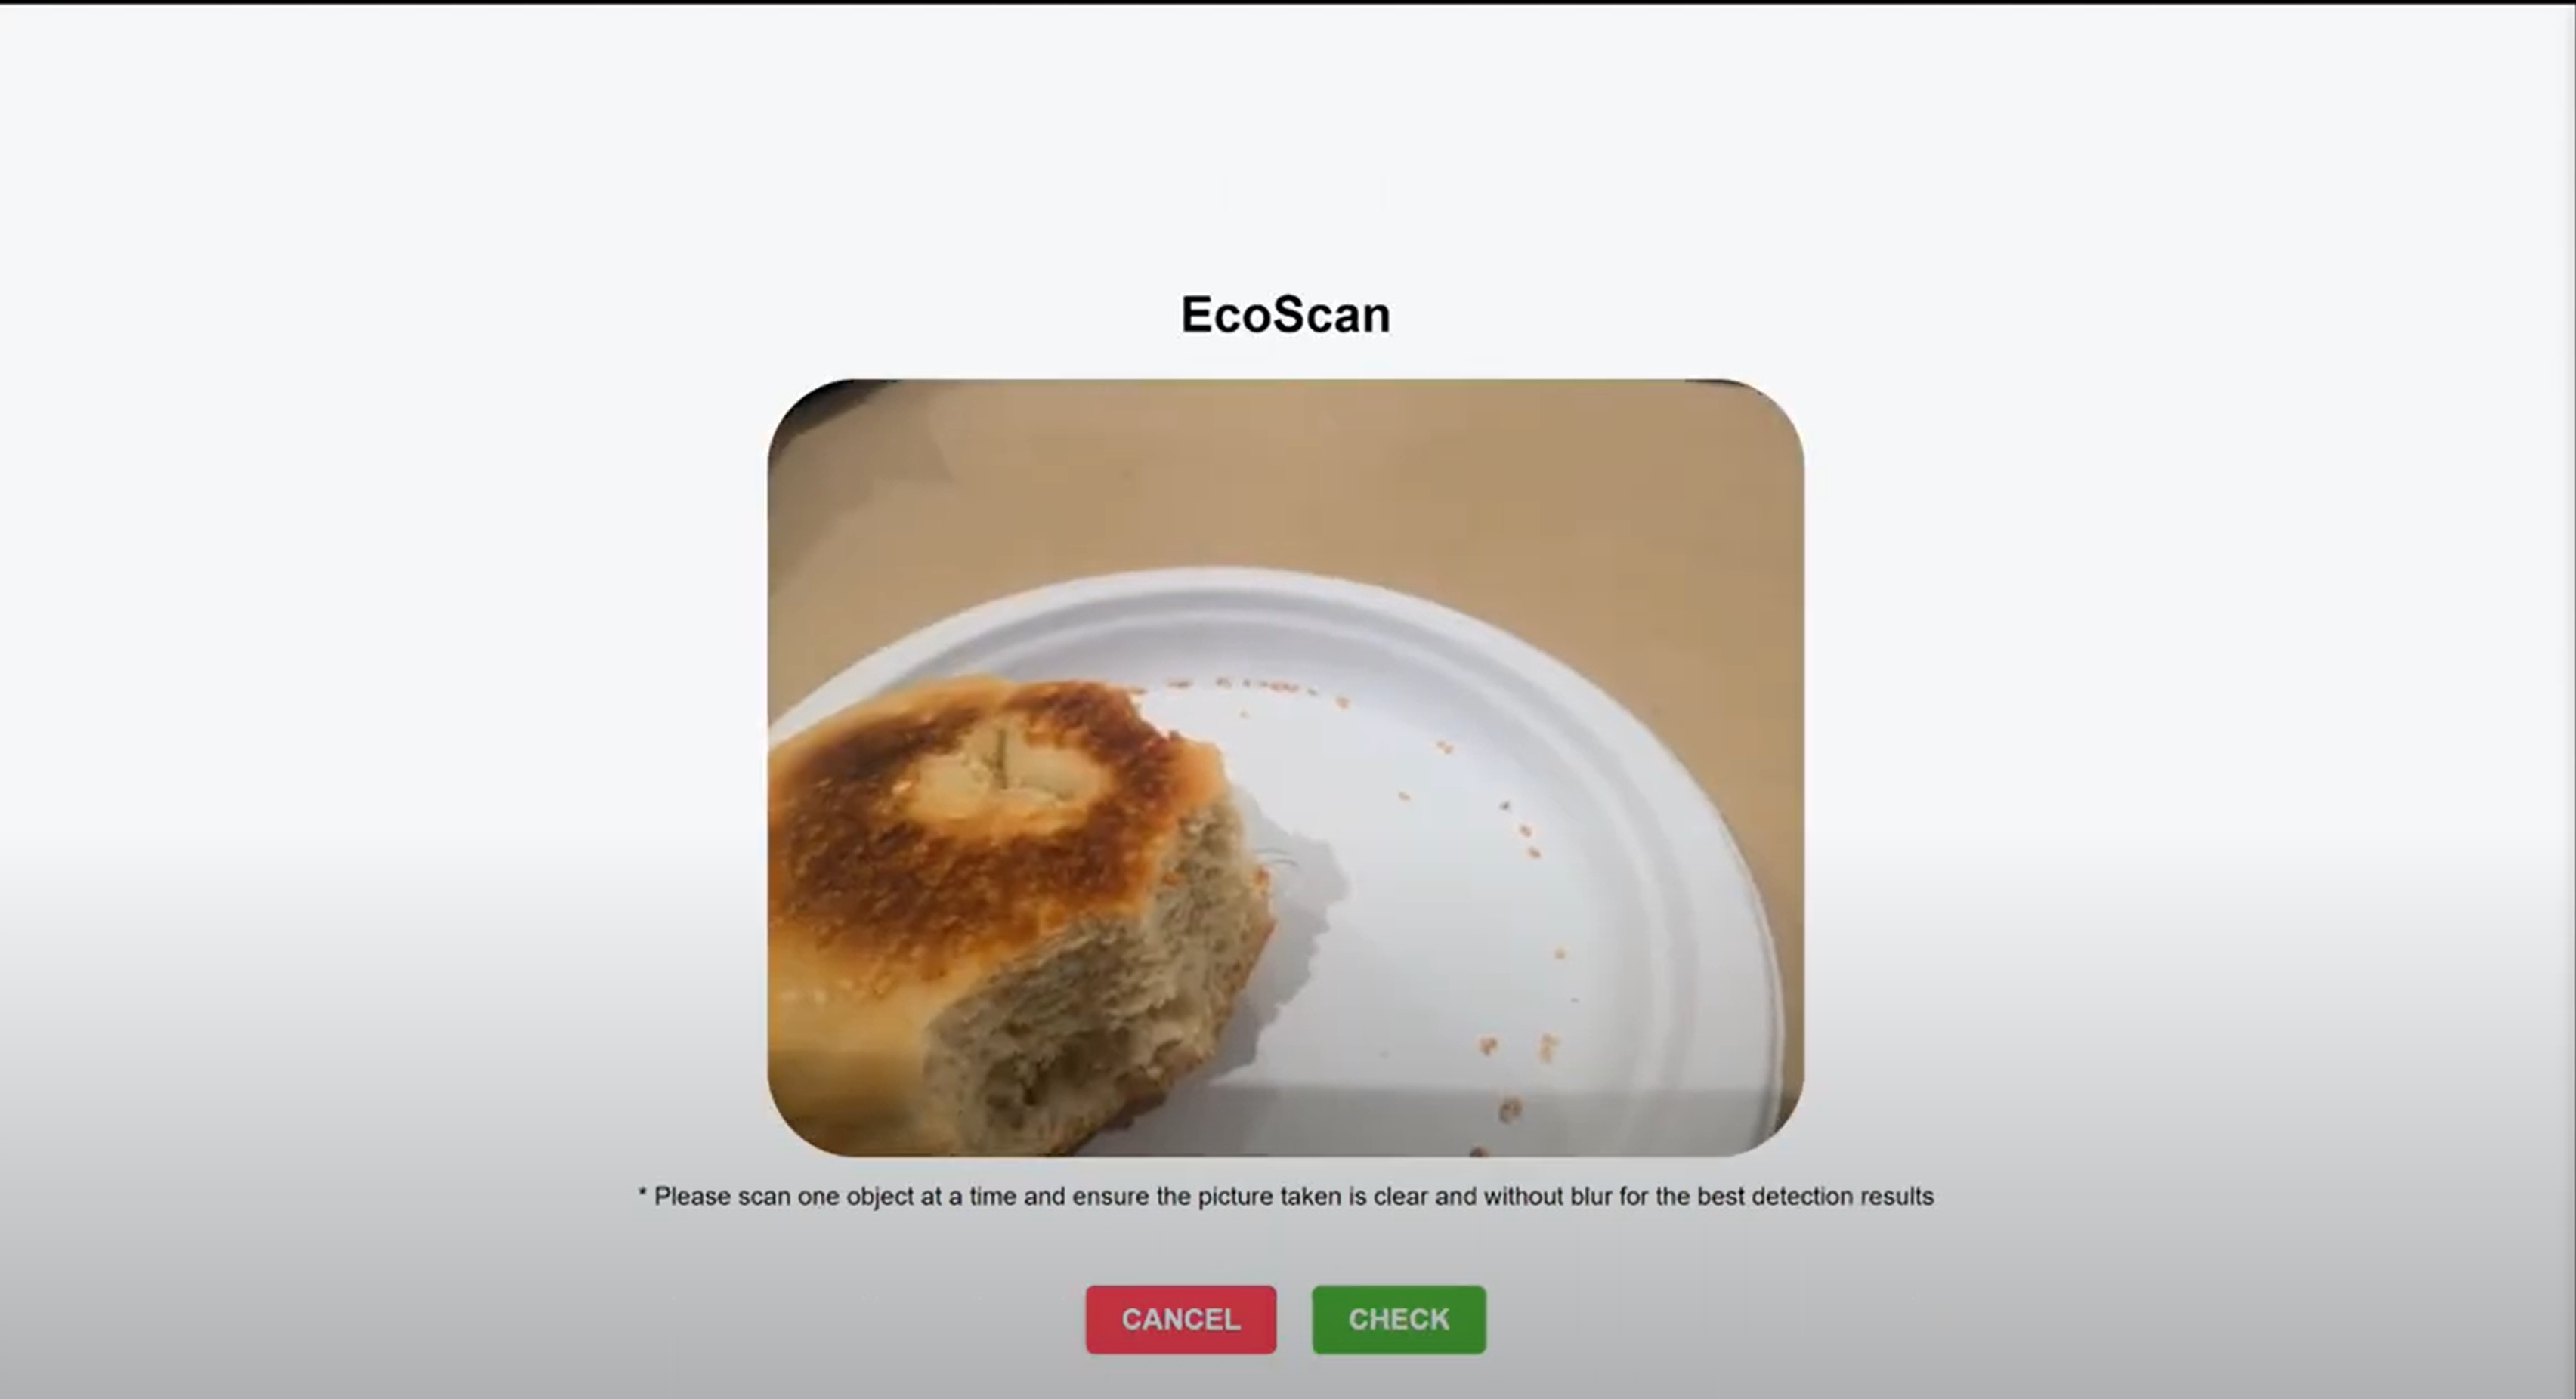 EcoScan
* Please scan one object at a time and ensure the picture taken is clear and without blur for the best detection results
CANCEL
CHECK